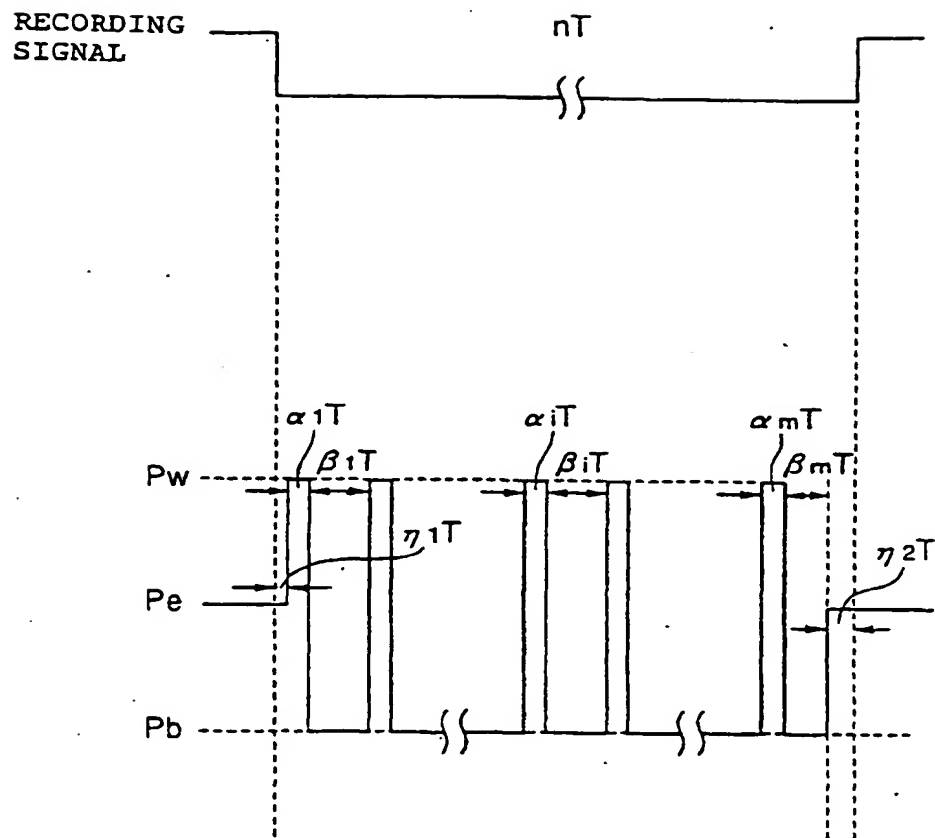 RECORDING
SIGNAL
nT
α1T
αiT
αmT
β1T
βiT
βmT
Pw
η1T
η2T
Pe
Pb